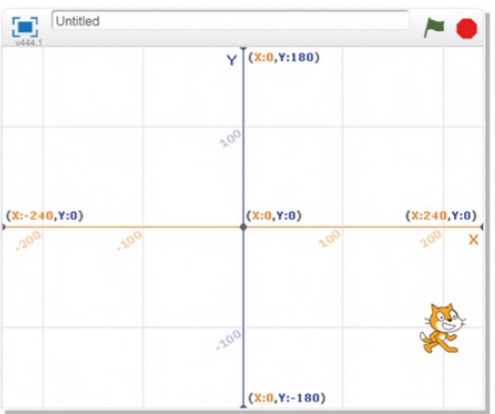 Untitled
v444.1
Y (X:0,Y:180)
100
(X:-240,Y:0) (X:0,Y:0) (X:240,Y:0)
-200 -100 100 200 X
-100
(X:0,Y:-180)